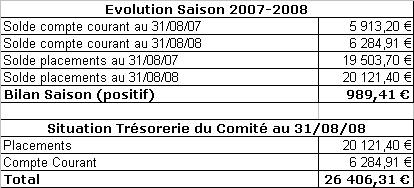 Evolution Saison 2007-2008
Solde compte courant au 31/08/07 5 913,20 €
Solde compte courant au 31/08/08 6 284,91 €
Solde placements au 31/08/07 19 503,70 €
Solde placements au 31/08/08 20 121,40 €
Bilan Saison (positif) 989,41 €
Situation Trésorerie du Comité au 31/08/08
Placements 20 121,40 €
Compte Courant 6 284,91 €
Total 26 406,31 €